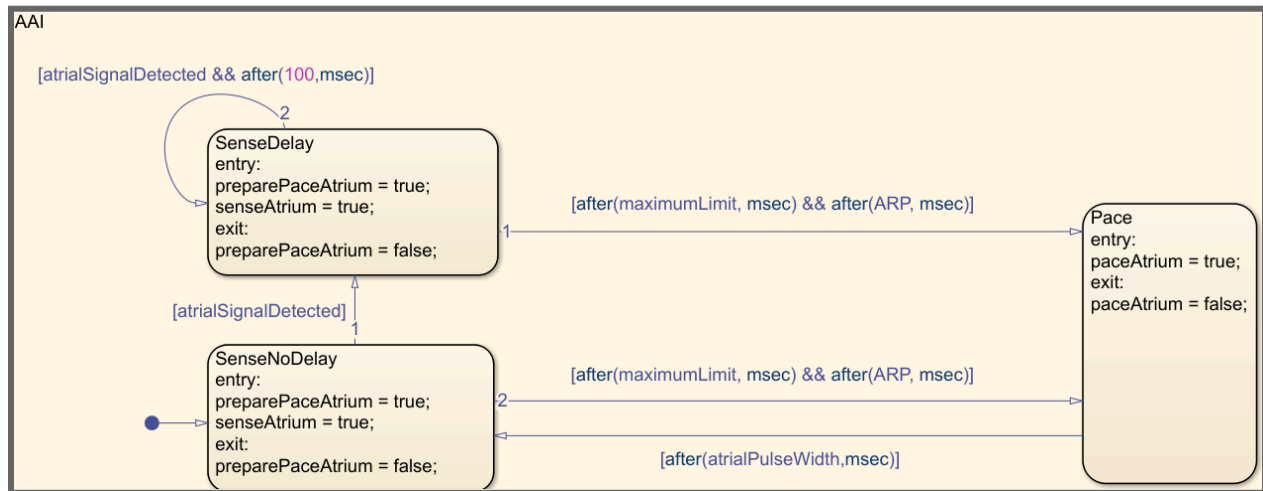 AAI
[atrialSignalDetected && after(100,msec)]
2
SenseDelay
entry:
preparePaceAtrium = true;
senseAtrium = true;
exit:
preparePaceAtrium = false;
1
[after(maximumLimit, msec) && after(ARP, msec)]
Pace
entry:
paceAtrium = true;
exit:
paceAtrium = false;
[atrialSignalDetected]
1
SenseNoDelay
entry:
preparePaceAtrium = true;
senseAtrium = true;
exit:
preparePaceAtrium = false;
[after(maximumLimit, msec) && after(ARP, msec)]
2
[after(atrialPulseWidth,msec)]